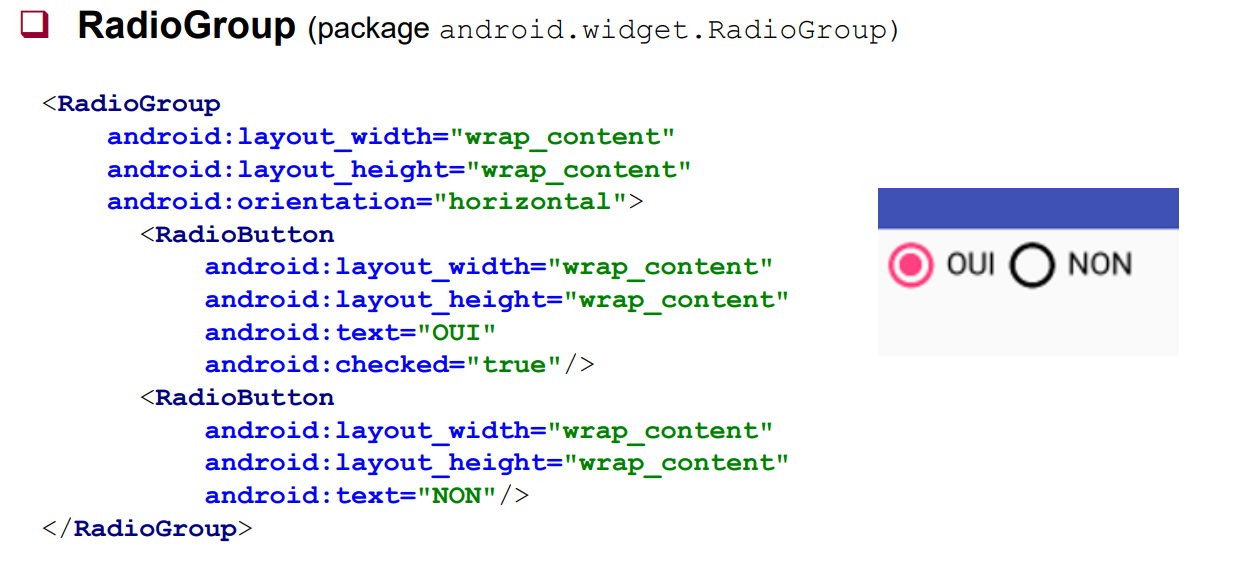 RadioGroup (package android.widget.RadioGroup)
<RadioGroup
android:layout_width="wrap_content"
android:layout_height="wrap_content"
android:orientation="horizontal">
<RadioButton
android:layout_width="wrap_content"
android:layout_height="wrap_content"
android:text="OUI"
android:checked="true"/>
<RadioButton
android:layout_width="wrap_content"
android:layout_height="wrap_content"
android:text="NON"/>
</RadioGroup>
OUI NON